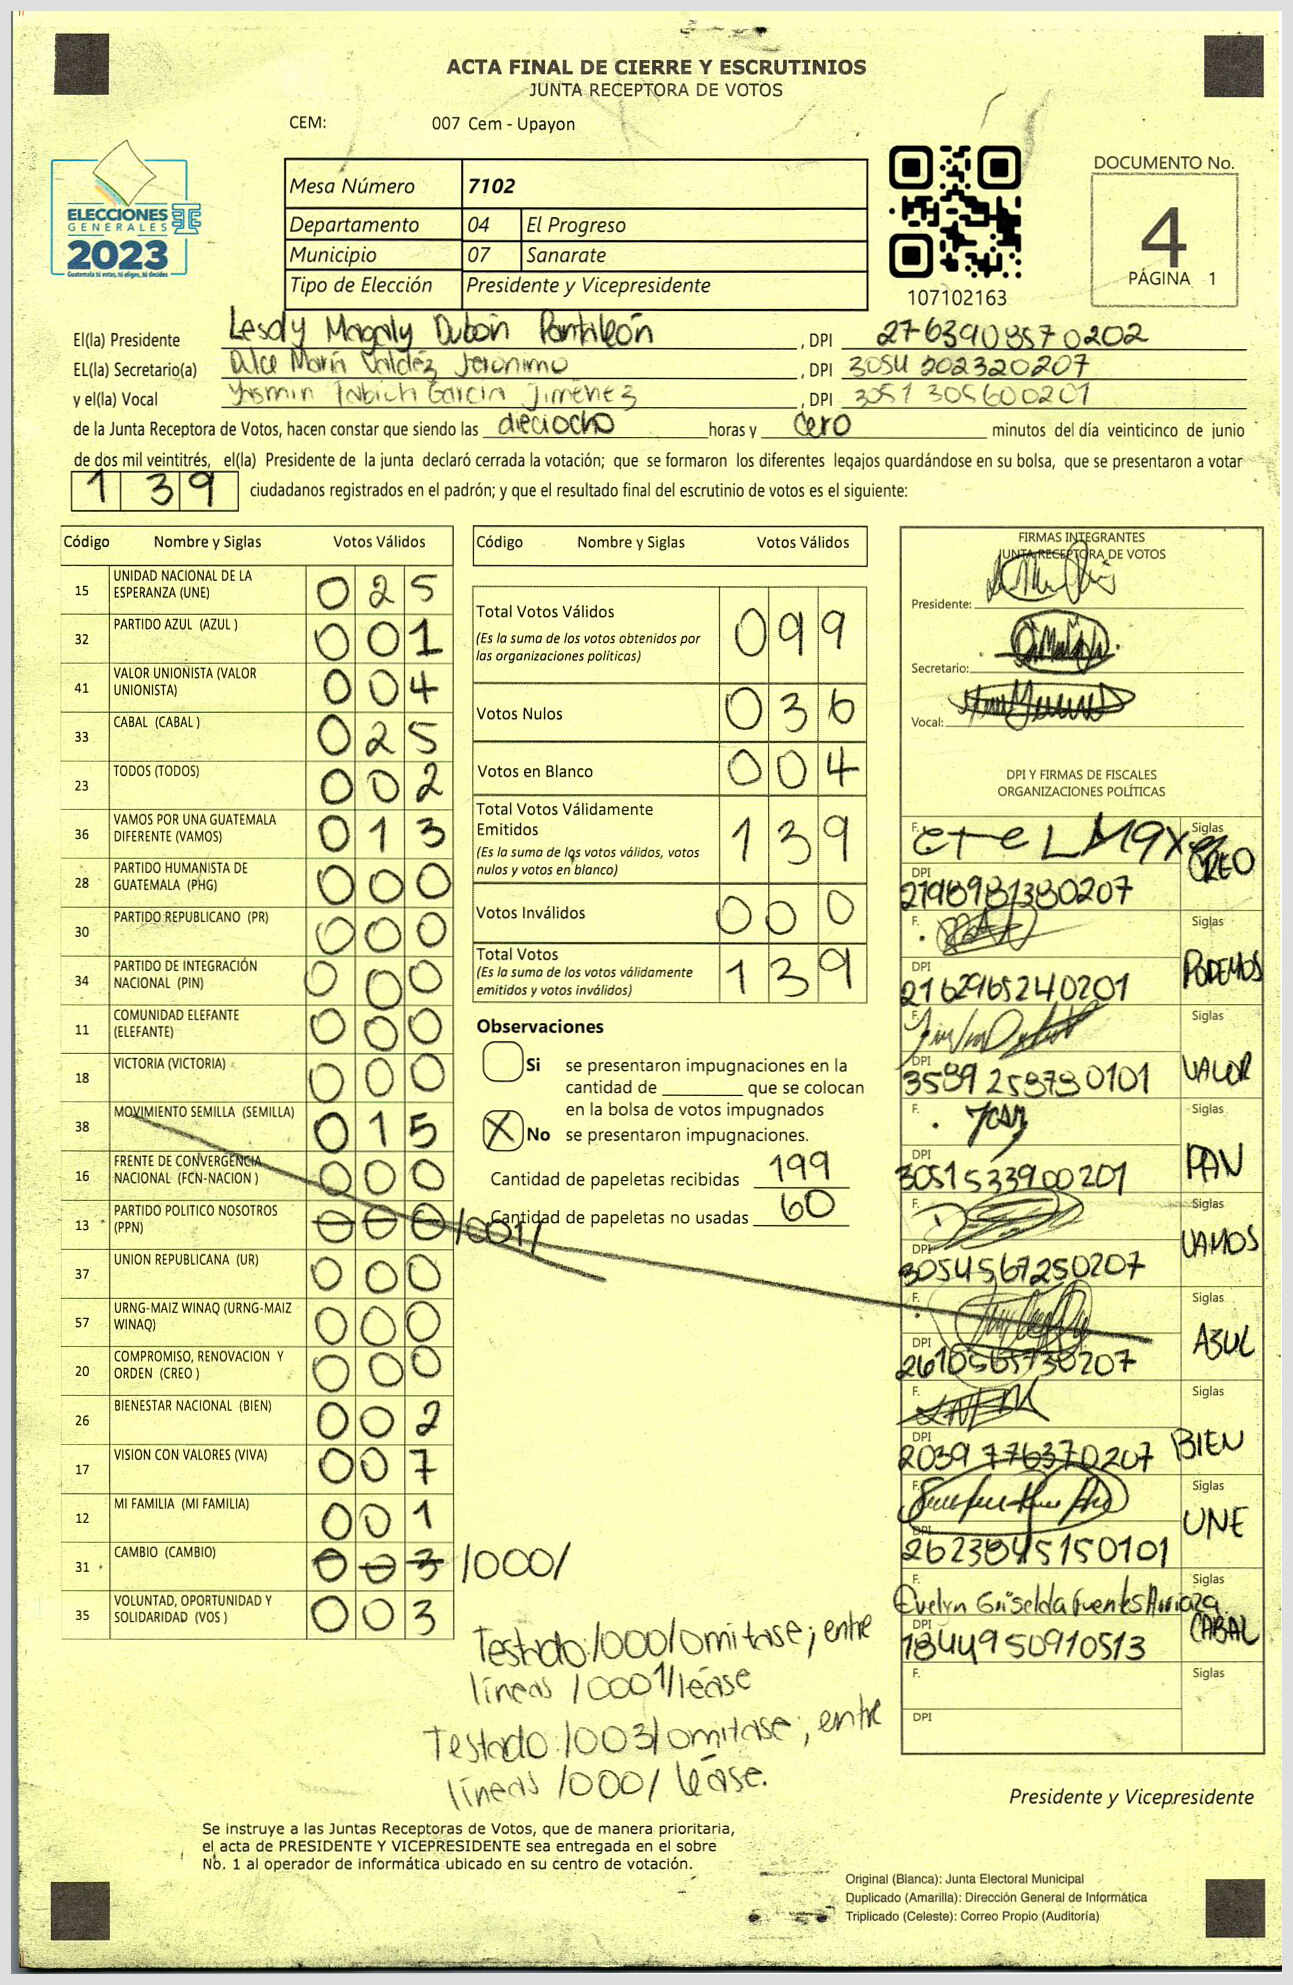 ACTA FINAL DE CIERRE Y ESCRUTINIOS
JUNTA RECEPTORA DE VOTOS
CEM: 007 Cem - Upayon
ELECCIONES
GENERALES
2023
Guatemala tú votas, tú eliges, tú decides
Mesa Número 7102
Departamento 04 El Progreso
Municipio 07 Sanarate
Tipo de Elección Presidente y Vicepresidente
107102163
DOCUMENTO No.
4
PÁGINA 1
El(la) Presidente Lesdy Magaly Dubón Pantaleón , DPI 2763908570202
EL(la) Secretario(a) Dulce María Valdéz Jeronimo , DPI 3054 202320207
y el(la) Vocal Yasmin García Jiménez , DPI 3051 305600201
de la Junta Receptora de Votos, hacen constar que siendo las dieciocho horas y cero minutos del día veinticinco de junio
de dos mil veintitrés, el(la) Presidente de la junta declaró cerrada la votación; que se formaron los diferentes legajos guardándose en su bolsa, que se presentaron a votar
1 3 9 ciudadanos registrados en el padrón; y que el resultado final del escrutinio de votos es el siguiente:
Código Nombre y Siglas Votos Válidos
15 UNIDAD NACIONAL DE LA ESPERANZA (UNE) 0 2 5
32 PARTIDO AZUL (AZUL ) 0 0 1
41 VALOR UNIONISTA (VALOR UNIONISTA) 0 0 4
33 CABAL (CABAL ) 0 2 5
23 TODOS (TODOS) 0 0 2
36 VAMOS POR UNA GUATEMALA DIFERENTE (VAMOS) 0 1 3
28 PARTIDO HUMANISTA DE GUATEMALA (PHG) 0 0 0
30 PARTIDO REPUBLICANO (PR) 0 0 0
34 PARTIDO DE INTEGRACIÓN NACIONAL (PIN) 0 0 0
11 COMUNIDAD ELEFANTE (ELEFANTE) 0 0 0
18 VICTORIA (VICTORIA) 0 0 0
38 MOVIMIENTO SEMILLA (SEMILLA) 0 1 5
16 FRENTE DE CONVERGENCIA NACIONAL (FCN-NACION ) 0 0 0
13 PARTIDO POLITICO NOSOTROS (PPN) 0 0 0 /001/
37 UNION REPUBLICANA (UR) 0 0 0
57 URNG-MAIZ WINAQ (URNG-MAIZ WINAQ) 0 0 0
20 COMPROMISO, RENOVACION Y ORDEN (CREO ) 0 0 0
26 BIENESTAR NACIONAL (BIEN) 0 0 2
17 VISION CON VALORES (VIVA) 0 0 7
12 MI FAMILIA (MI FAMILIA) 0 0 1
31 CAMBIO (CAMBIO) 0 0 3 /000/
35 VOLUNTAD, OPORTUNIDAD Y SOLIDARIDAD (VOS ) 0 0 3
Código Nombre y Siglas Votos Válidos
Total Votos Válidos 0 9 9
(Es la suma de los votos obtenidos por
las organizaciones políticas)
Votos Nulos 0 3 6
Votos en Blanco 0 0 4
Total Votos Válidamente
Emitidos 1 3 9
(Es la suma de los votos válidos, votos
nulos y votos en blanco)
Votos Inválidos 0 0 0
Total Votos 1 3 9
(Es la suma de los votos válidamente
emitidos y votos inválidos)
Observaciones
Si se presentaron impugnaciones en la
cantidad de ________ que se colocan
en la bolsa de votos impugnados
X No se presentaron impugnaciones.
Cantidad de papeletas recibidas 199
Cantidad de papeletas no usadas 60
Testado: /000/ omitase; entre
líneas /0001/ léase
Testado: /003/ omitase; entre
líneas /000/ léase.
FIRMAS INTEGRANTES
JUNTA RECEPTORA DE VOTOS
Presidente:
Secretario:
Vocal:
DPI Y FIRMAS DE FISCALES
ORGANIZACIONES POLÍTICAS
F. Siglas CREO
DPI 2198981380207
F. Siglas PODEMOS
DPI 2162965240201
F. Siglas VALOR
DPI 3589 258780101
F. Siglas PAN
DPI 3051533900201
F. Siglas VAMOS
DPI 3054567250207
F. Siglas AZUL
DPI 2610565730207
F. Siglas BIEN
DPI 2039 776370207
F. Siglas UNE
DPI 2623845150101
F. Evelyn Griselda Fuentes Arriaza Siglas CABAL
DPI 1844950910513
F. Siglas
DPI
Presidente y Vicepresidente
Se instruye a las Juntas Receptoras de Votos, que de manera prioritaria,
el acta de PRESIDENTE Y VICEPRESIDENTE sea entregada en el sobre
No. 1 al operador de informática ubicado en su centro de votación.
Original (Blanca): Junta Electoral Municipal
Duplicado (Amarilla): Dirección General de Informática
Triplicado (Celeste): Correo Propio (Auditoría)